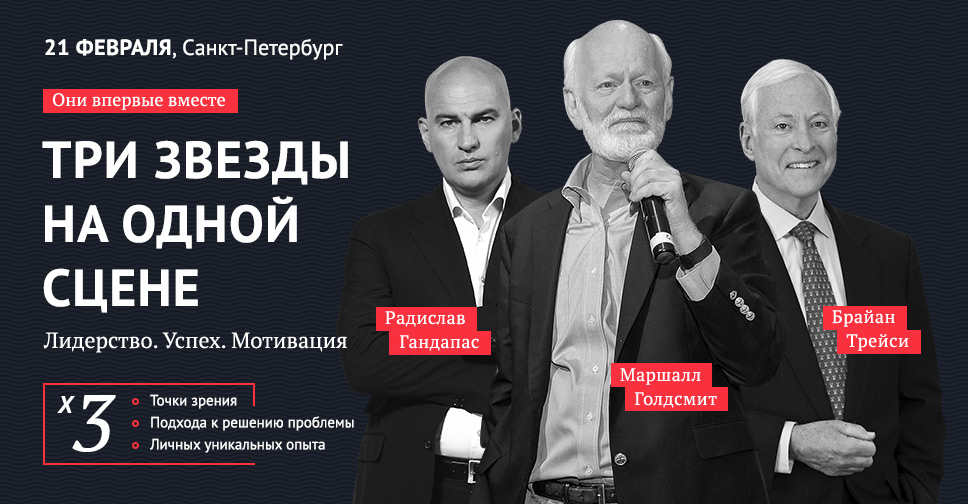 21 ФЕВРАЛЯ, Санкт-Петербург
Они впервые вместе
ТРИ ЗВЕЗДЫ
НА ОДНОЙ
СЦЕНЕ
Лидерство. Успех. Мотивация
x3
Точки зрения
Подхода к решению проблемы
Личных уникальных опыта
Радислав
Гандапас
Маршалл
Голдсмит
Брайан
Трейси